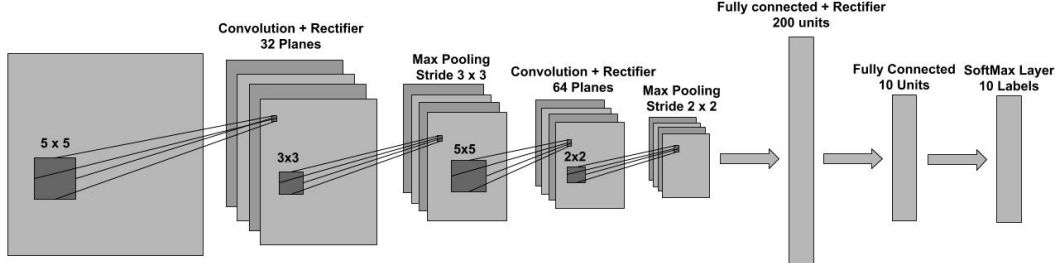 Convolution + Rectifier
32 Planes
Max Pooling
Stride 3 x 3
Convolution + Rectifier
64 Planes
Max Pooling
Stride 2 x 2
Fully connected + Rectifier
200 units
Fully Connected
10 Units
SoftMax Layer
10 Labels
5 x 5
3x3
5x5
2x2